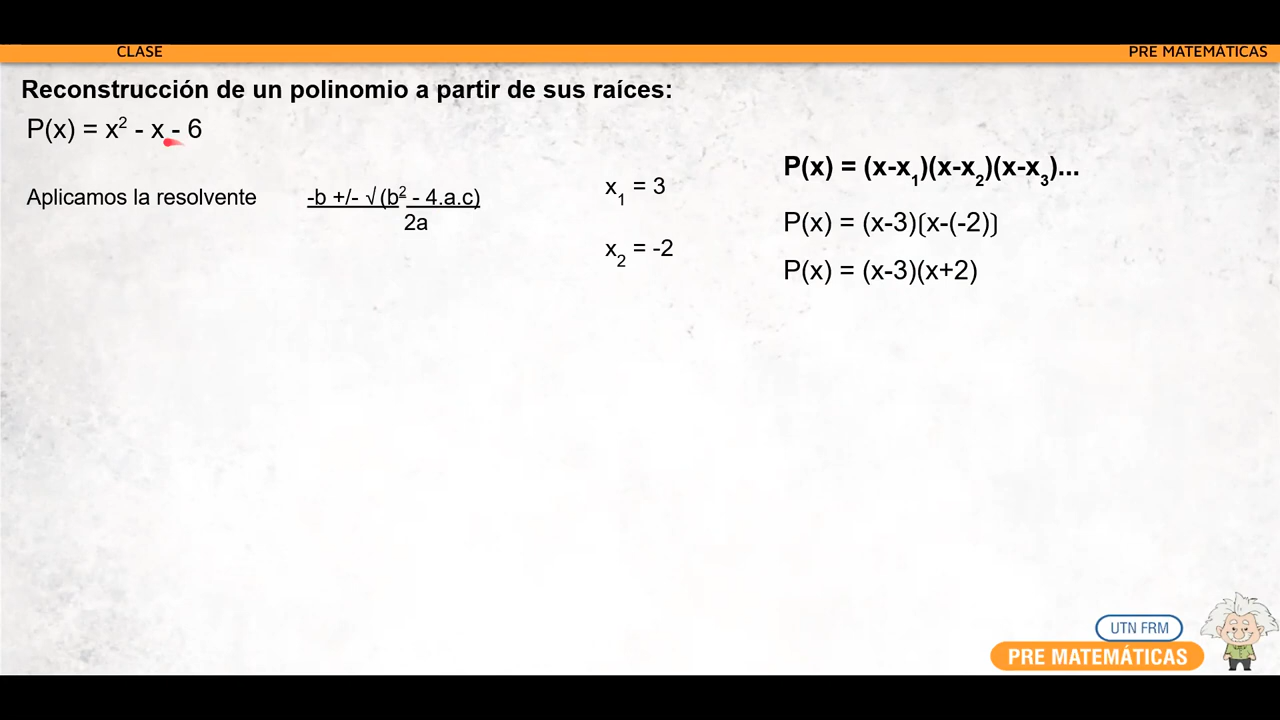 CLASE
PRE MATEMÁTICAS
Reconstrucción de un polinomio a partir de sus raíces:
P(x) = x² - x - 6
Aplicamos la resolvente
-b +/- √(b² - 4.a.c)
2a
x₁ = 3
x₂ = -2
P(x) = (x-x₁)(x-x₂)(x-x₃)...
P(x) = (x-3)(x-(-2))
P(x) = (x-3)(x+2)
UTN FRM
PRE MATEMÁTICAS